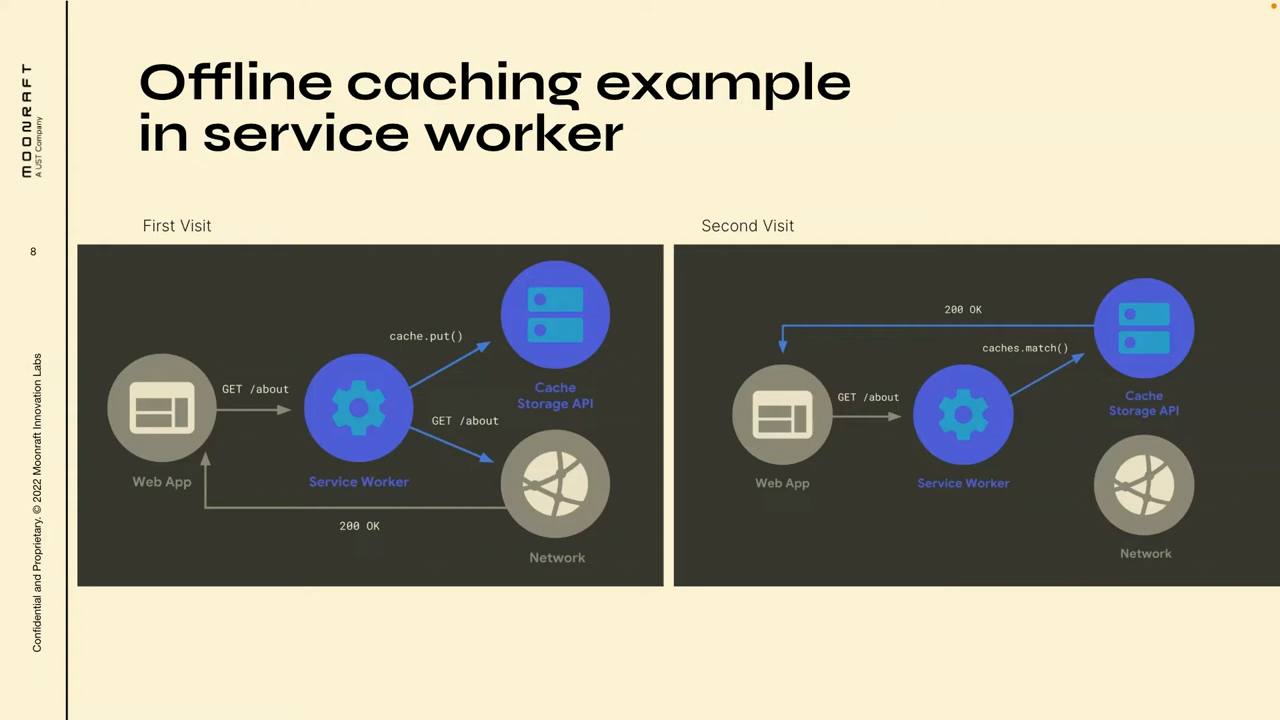 MOONRAFT
A UST Company
8
Confidential and Proprietary. © 2022 Moonraft Innovation Labs
Offline caching example
in service worker
First Visit
GET /about
cache.put()
GET /about
200 OK
Web App
Service Worker
Cache
Storage API
Network
Second Visit
200 OK
caches.match()
GET /about
Web App
Service Worker
Cache
Storage API
Network